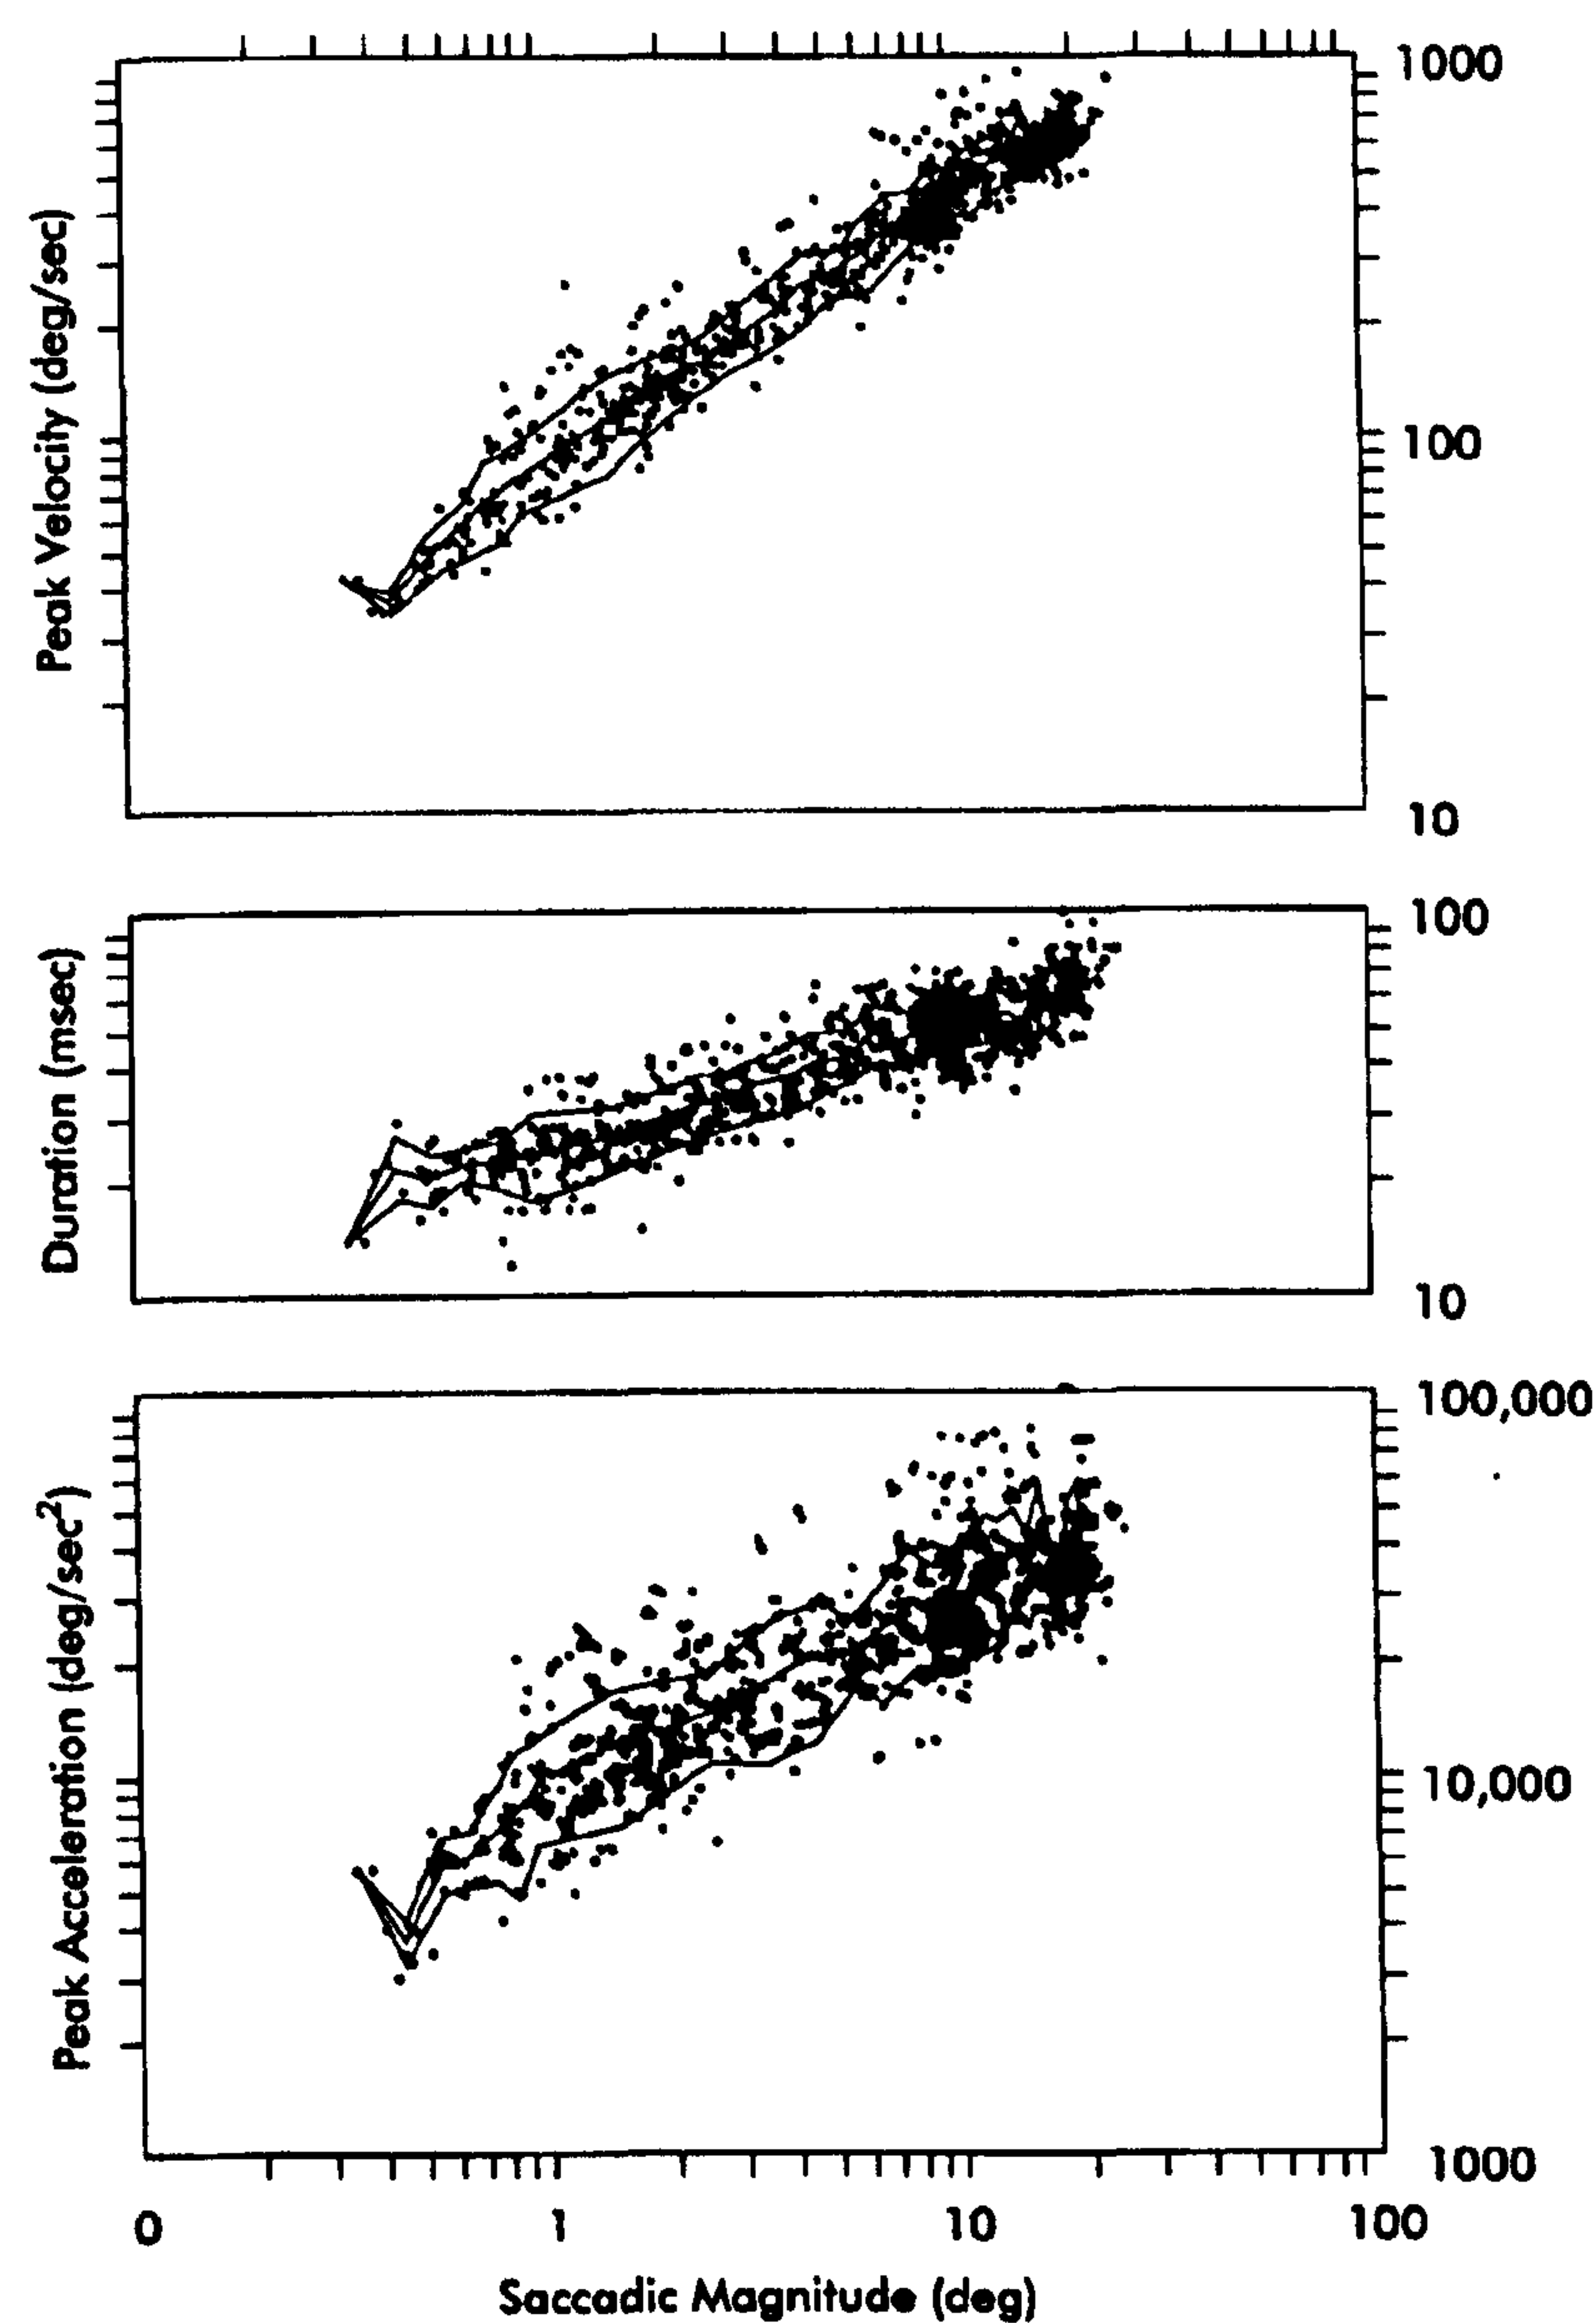 Peak Velocity (deg/sec)
1000
100
10
Duration (msec)
100
10
Peak Acceleration (deg/sec²)
100,000
10,000
1000
0 1 10 100
Saccadic Magnitude (deg)